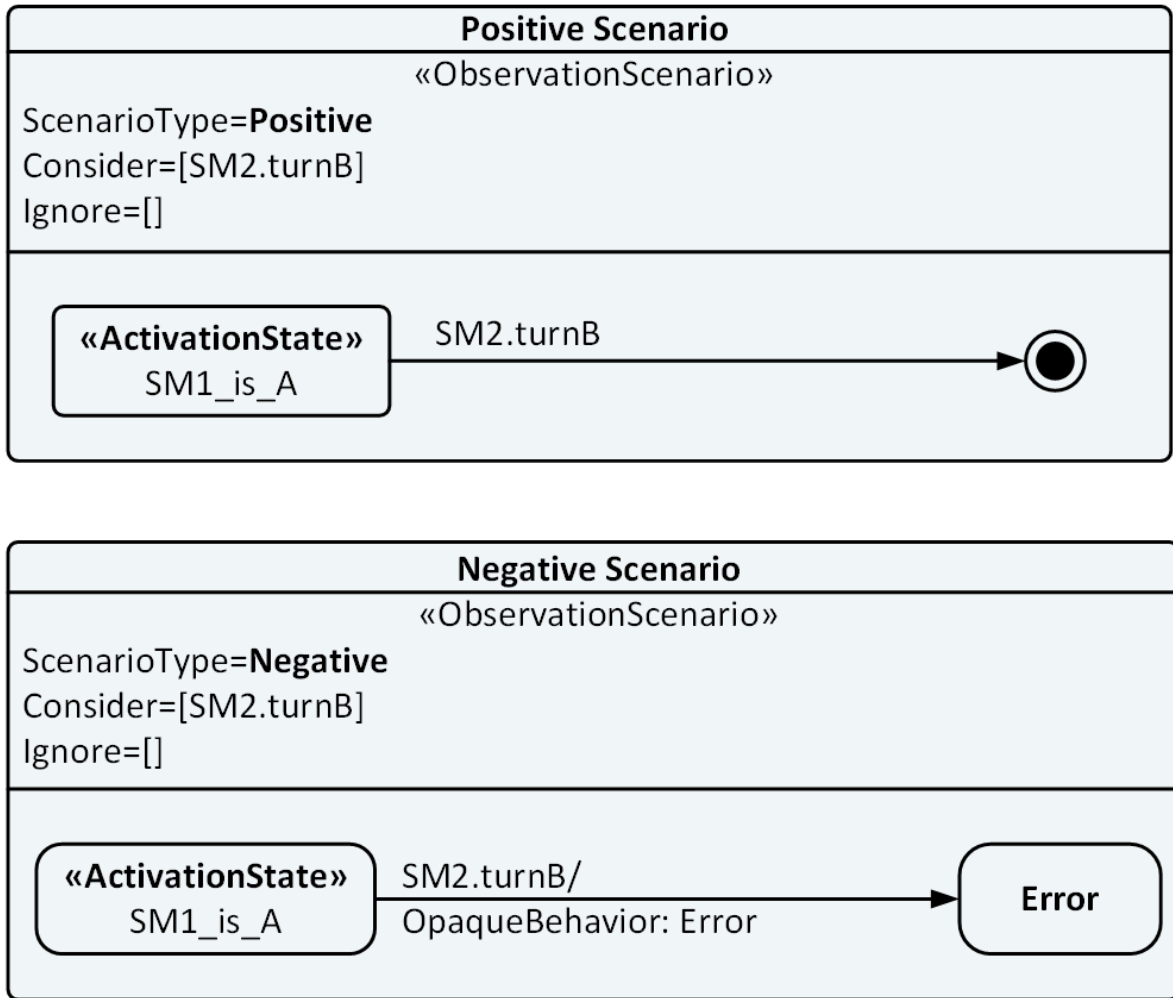 Positive Scenario
«ObservationScenario»
ScenarioType=Positive
Consider=[SM2.turnB]
Ignore=[]
«ActivationState»
SM1_is_A
SM2.turnB
Negative Scenario
«ObservationScenario»
ScenarioType=Negative
Consider=[SM2.turnB]
Ignore=[]
«ActivationState»
SM1_is_A
SM2.turnB/
OpaqueBehavior: Error
Error